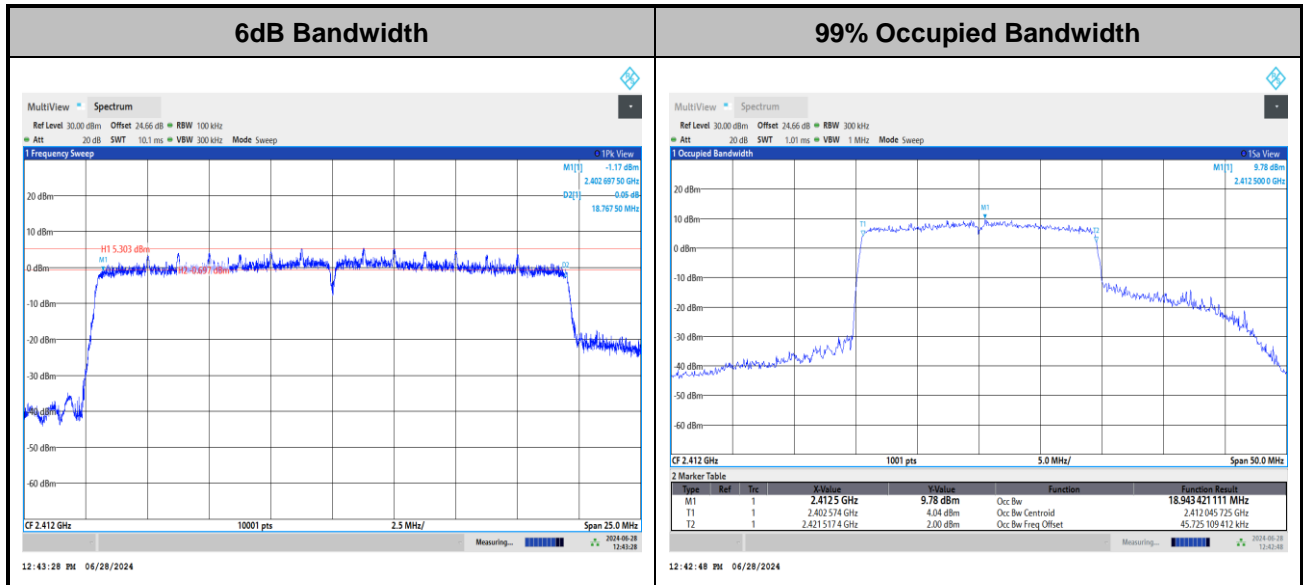 6dB Bandwidth
99% Occupied Bandwidth
MultiView Spectrum
Ref Level 30.00 dBm Offset 24.66 dB RBW 100 kHz
Att 20 dB SWT 10.1 ms VBW 300 kHz Mode Sweep
1 Frequency Sweep 1Pk View
M1[1] -1.17 dBm
2.402 697 50 GHz
D2[1] -0.05 dB
18.767 50 MHz
20 dBm
10 dBm
H1 5.303 dBm
M1
D2
0 dBm
H2 -0.697 dBm
-10 dBm
-20 dBm
-30 dBm
-40 dBm
-50 dBm
-60 dBm
CF 2.412 GHz 10001 pts 2.5 MHz/ Span 25.0 MHz
Measuring... 2024-06-28
12:43:28
12:43:28 PM 06/28/2024
MultiView Spectrum
Ref Level 30.00 dBm Offset 24.66 dB RBW 300 kHz
Att 20 dB SWT 1.01 ms VBW 1 MHz Mode Sweep
1 Occupied Bandwidth 1Sa View
M1[1] 9.78 dBm
2.412 500 0 GHz
20 dBm
M1
10 dBm
T1
T2
0 dBm
-10 dBm
-20 dBm
-30 dBm
-40 dBm
-50 dBm
-60 dBm
CF 2.412 GHz 1001 pts 5.0 MHz/ Span 50.0 MHz
2 Marker Table
Type Ref Trc X-Value Y-Value Function Function Result
M1 1 2.412 5 GHz 9.78 dBm Occ Bw 18.943 421 111 MHz
T1 1 2.402 574 GHz 4.04 dBm Occ Bw Centroid 2.412 045 725 GHz
T2 1 2.421 517 4 GHz 2.00 dBm Occ Bw Freq Offset 45.725 109 412 kHz
Measuring... 2024-06-28
12:42:48
12:42:48 PM 06/28/2024